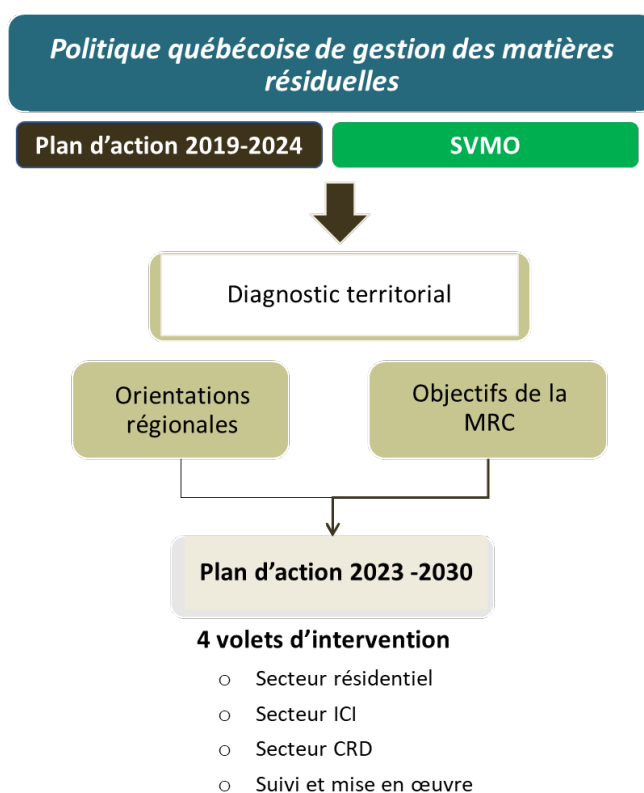 Politique québécoise de gestion des matières
résiduelles
Plan d’action 2019-2024
SVMO
Diagnostic territorial
Orientations
régionales
Objectifs de la
MRC
Plan d’action 2023 -2030
4 volets d’intervention
o Secteur résidentiel
o Secteur ICI
o Secteur CRD
o Suivi et mise en œuvre